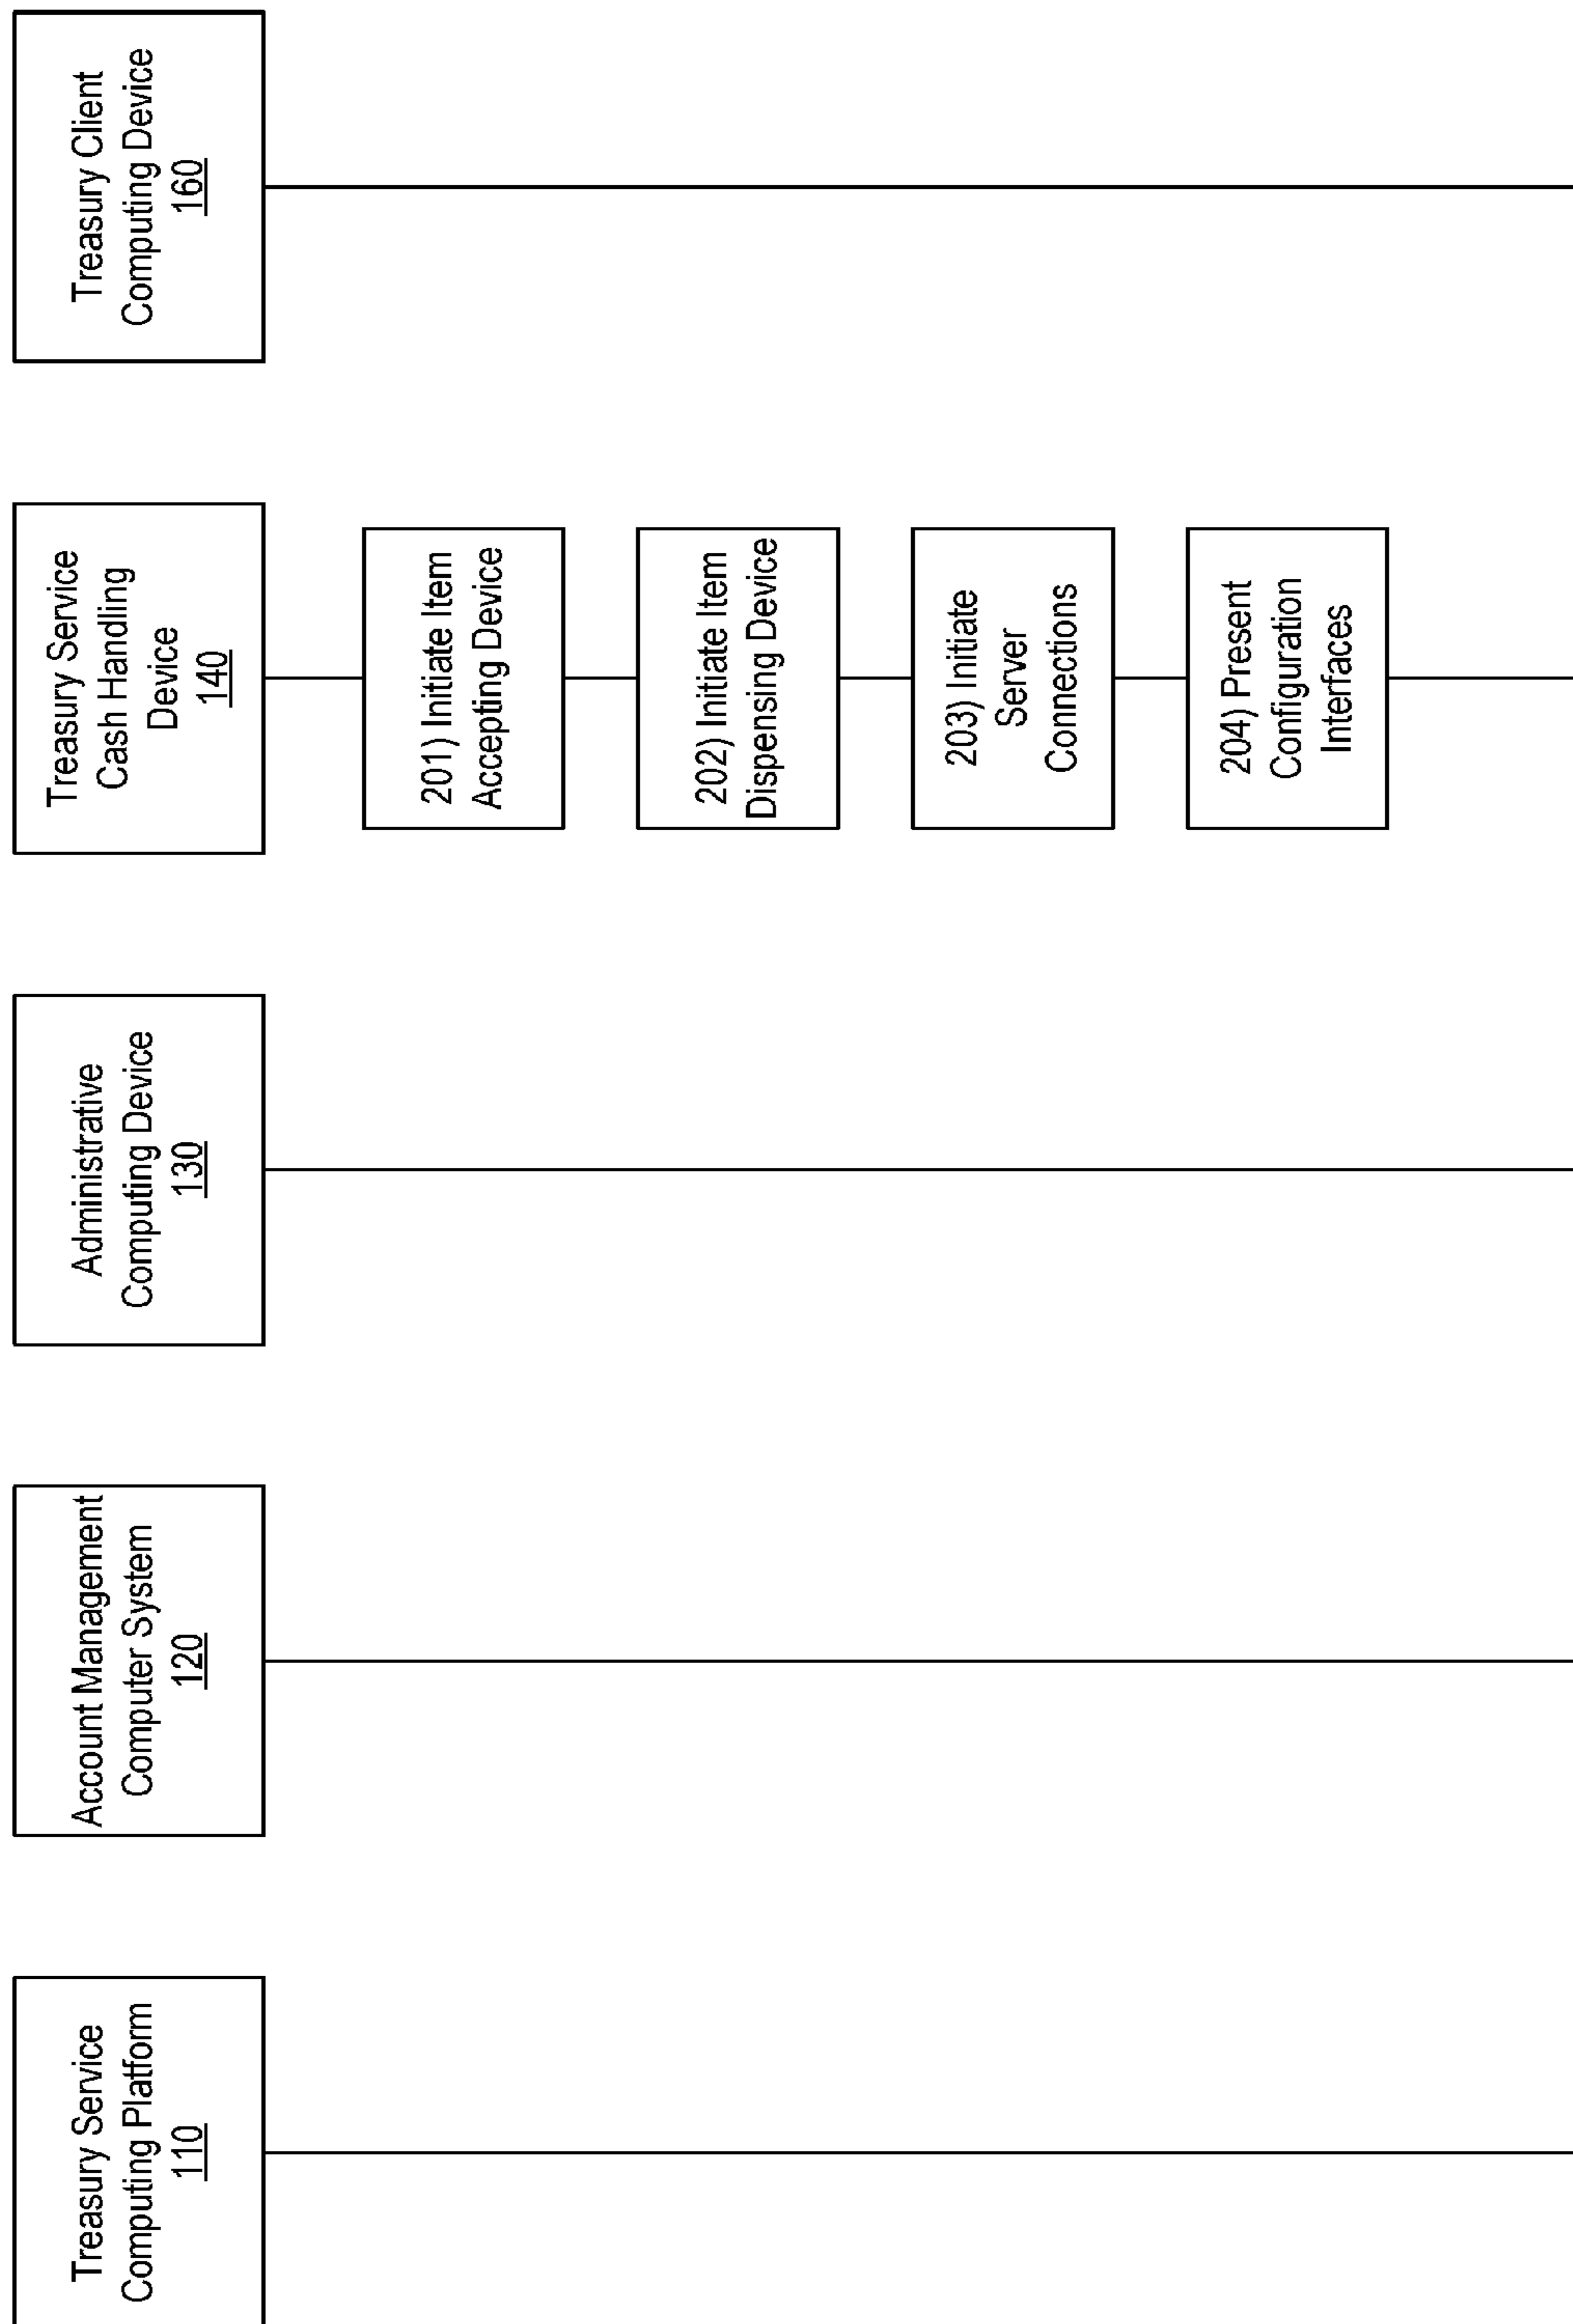 Treasury Service
Computing Platform
110
Account Management
Computer System
120
Administrative
Computing Device
130
Treasury Service
Cash Handling
Device
140
Treasury Client
Computing Device
160
201) Initiate Item
Accepting Device
202) Initiate Item
Dispensing Device
203) Initiate
Server
Connections
204) Present
Configuration
Interfaces